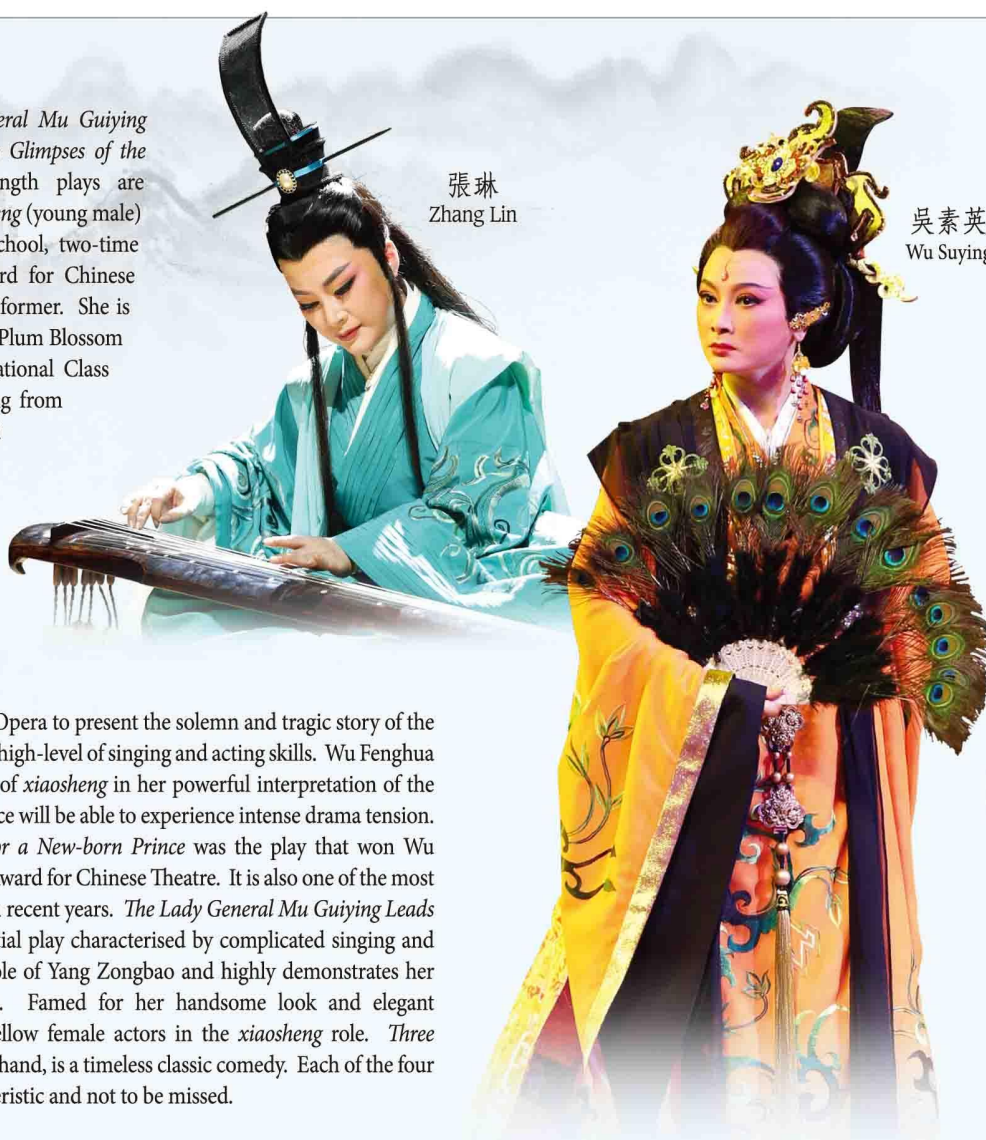 eral Mu Guiying
Glimpses of the
ngth plays are
ng (young male)
chool, two-time
rd for Chinese
former. She is
Plum Blossom
ational Class
g from
張琳
Zhang Lin
吳素英
Wu Suying
Opera to present the solemn and tragic story of the
high-level of singing and acting skills. Wu Fenghua
of xiaosheng in her powerful interpretation of the
ce will be able to experience intense drama tension.
or a New-born Prince was the play that won Wu
ward for Chinese Theatre. It is also one of the most
recent years. The Lady General Mu Guiying Leads
tial play characterised by complicated singing and
ole of Yang Zongbao and highly demonstrates her
. Famed for her handsome look and elegant
ellow female actors in the xiaosheng role. Three
hand, is a timeless classic comedy. Each of the four
eristic and not to be missed.